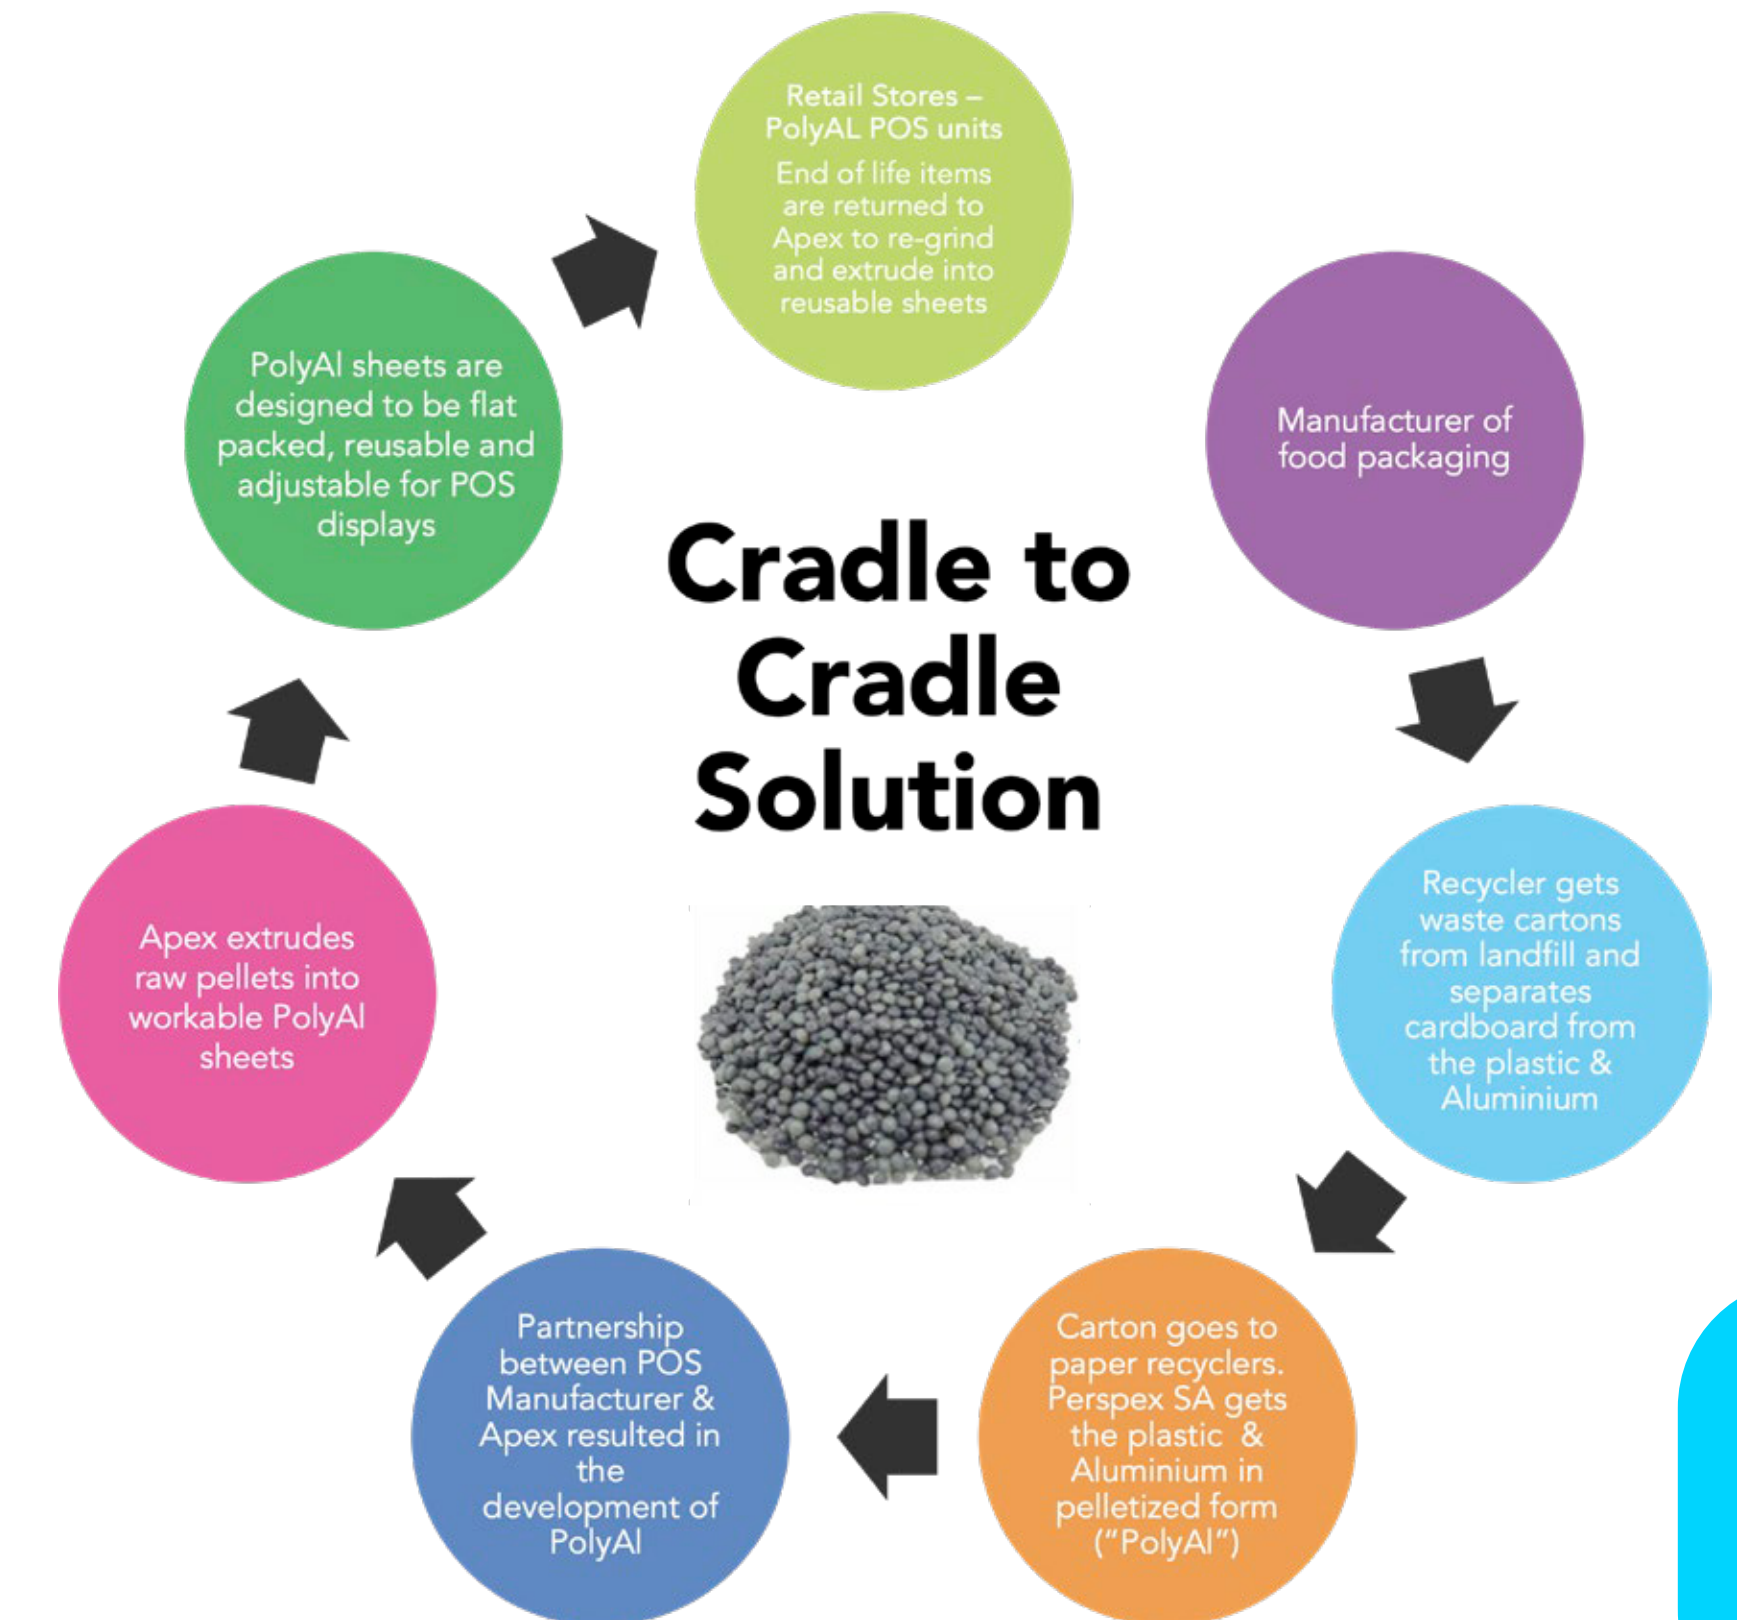 Retail Stores –
PolyAL POS units
End of life items
are returned to
Apex to re-grind
and extrude into
reusable sheets
Manufacturer of
food packaging
Recycler gets
waste cartons
from landfill and
separates
cardboard from
the plastic &
Aluminium
Carton goes to
paper recyclers.
Perspex SA gets
the plastic & 
Aluminium in
pelletized form
("PolyAl")
Partnership
between POS
Manufacturer &
Apex resulted in
the
development of
PolyAl
Apex extrudes
raw pellets into
workable PolyAl
sheets
PolyAl sheets are
designed to be flat
packed, reusable and
adjustable for POS
displays
Cradle to
Cradle
Solution